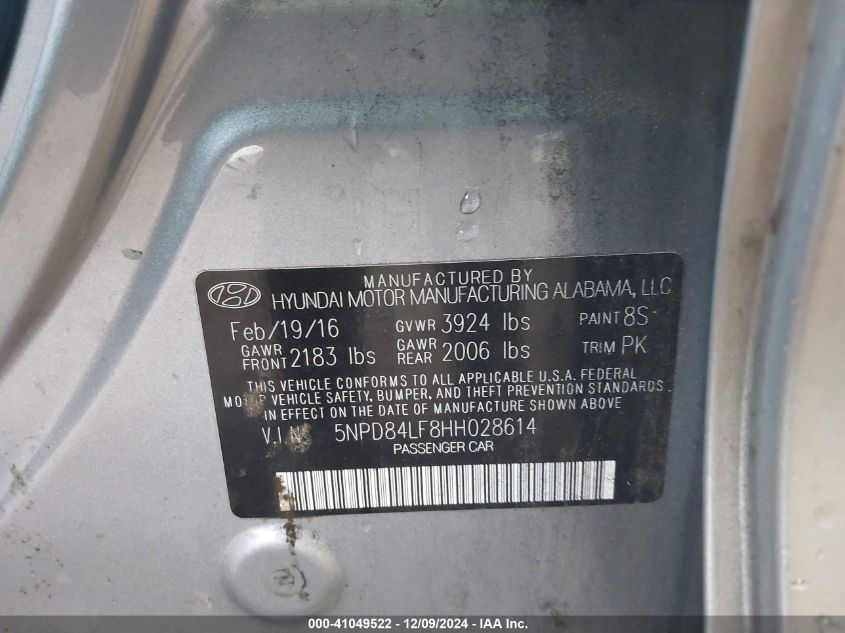 MANUFACTURED BY
HYUNDAI MOTOR MANUFACTURING ALABAMA, LLC
Feb/19/16 GVWR 3924 lbs PAINT 8S
GAWR FRONT 2183 lbs GAWR REAR 2006 lbs TRIM PK
THIS VEHICLE CONFORMS TO ALL APPLICABLE U.S.A. FEDERAL
MOTOR VEHICLE SAFETY, BUMPER, AND THEFT PREVENTION STANDARDS
IN EFFECT ON THE DATE OF MANUFACTURE SHOWN ABOVE
V.I.N: 5NPD84LF8HH028614
PASSENGER CAR
000-41049522 - 12/09/2024 - IAA Inc.